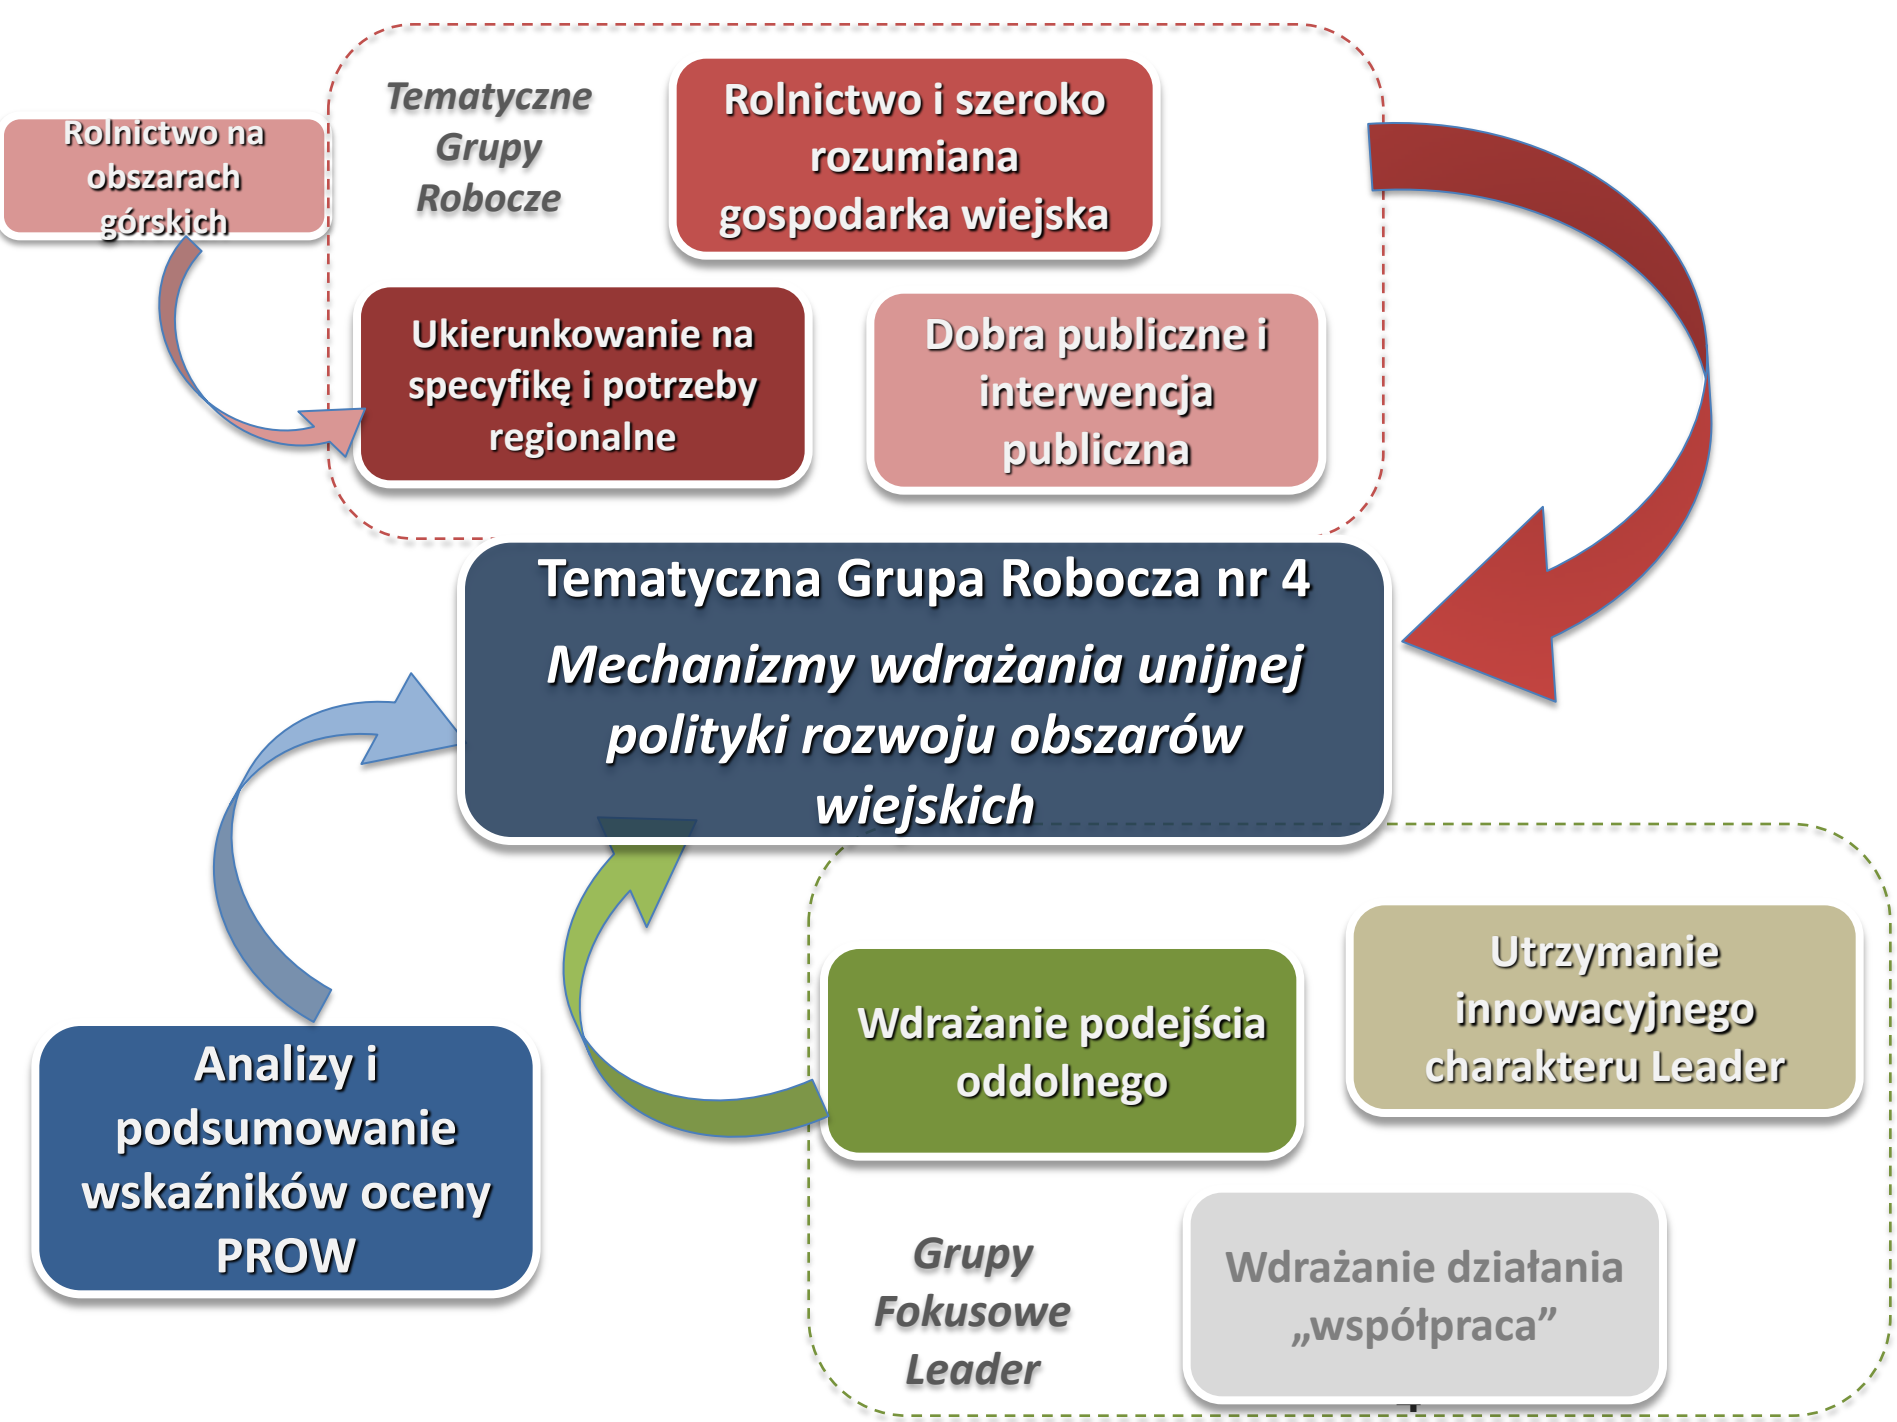 Tematyczne
Grupy
Robocze
Rolnictwo i szeroko
rozumiana
gospodarka wiejska
Rolnictwo na
obszarach
górskich
Ukierunkowanie na
specyfikę i potrzeby
regionalne
Dobra publiczne i
interwencja
publiczna
Tematyczna Grupa Robocza nr 4
Mechanizmy wdrażania unijnej
polityki rozwoju obszarów
wiejskich
Analizy i
podsumowanie
wskaźników oceny
PROW
Wdrażanie podejścia
oddolnego
Utrzymanie
innowacyjnego
charakteru Leader
Grupy
Fokusowe
Leader
Wdrażanie działania
„współpraca”